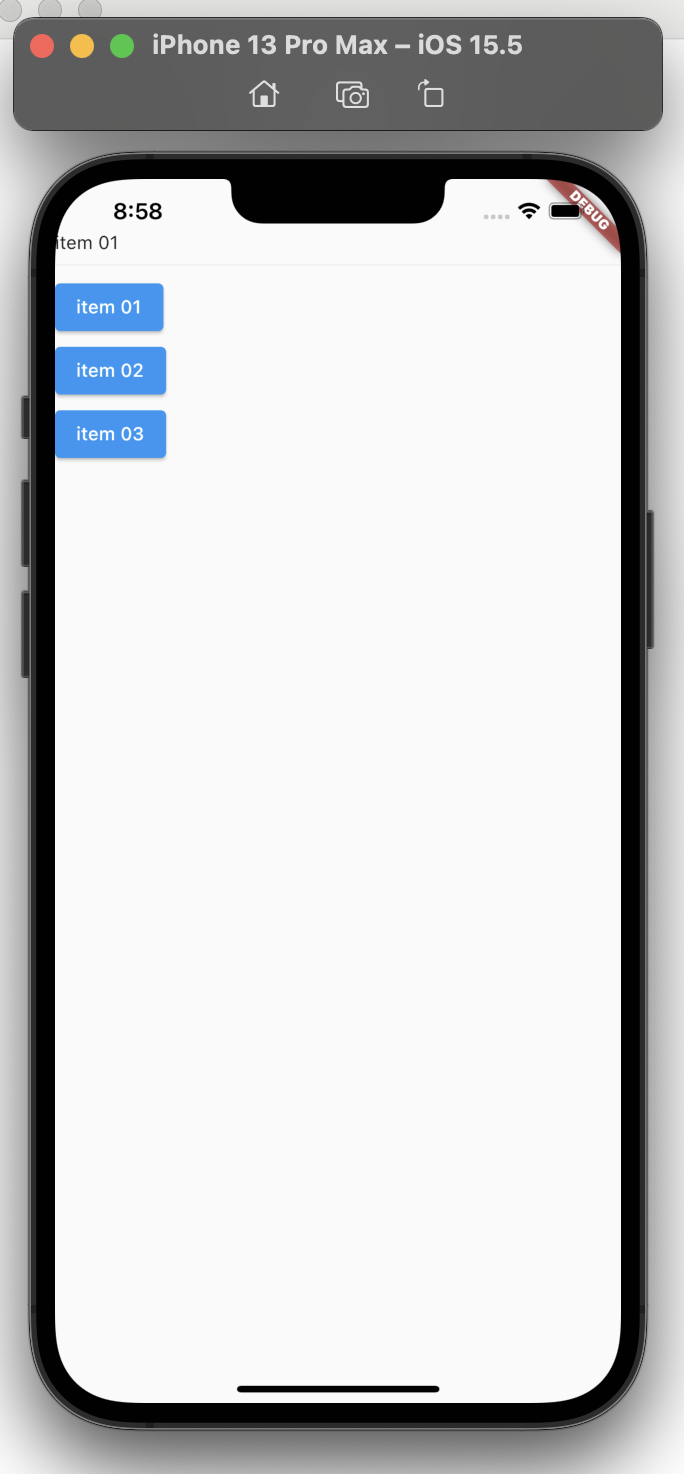 iPhone 13 Pro Max – iOS 15.5
8:58
DEBUG
item 01
item 01
item 02
item 03